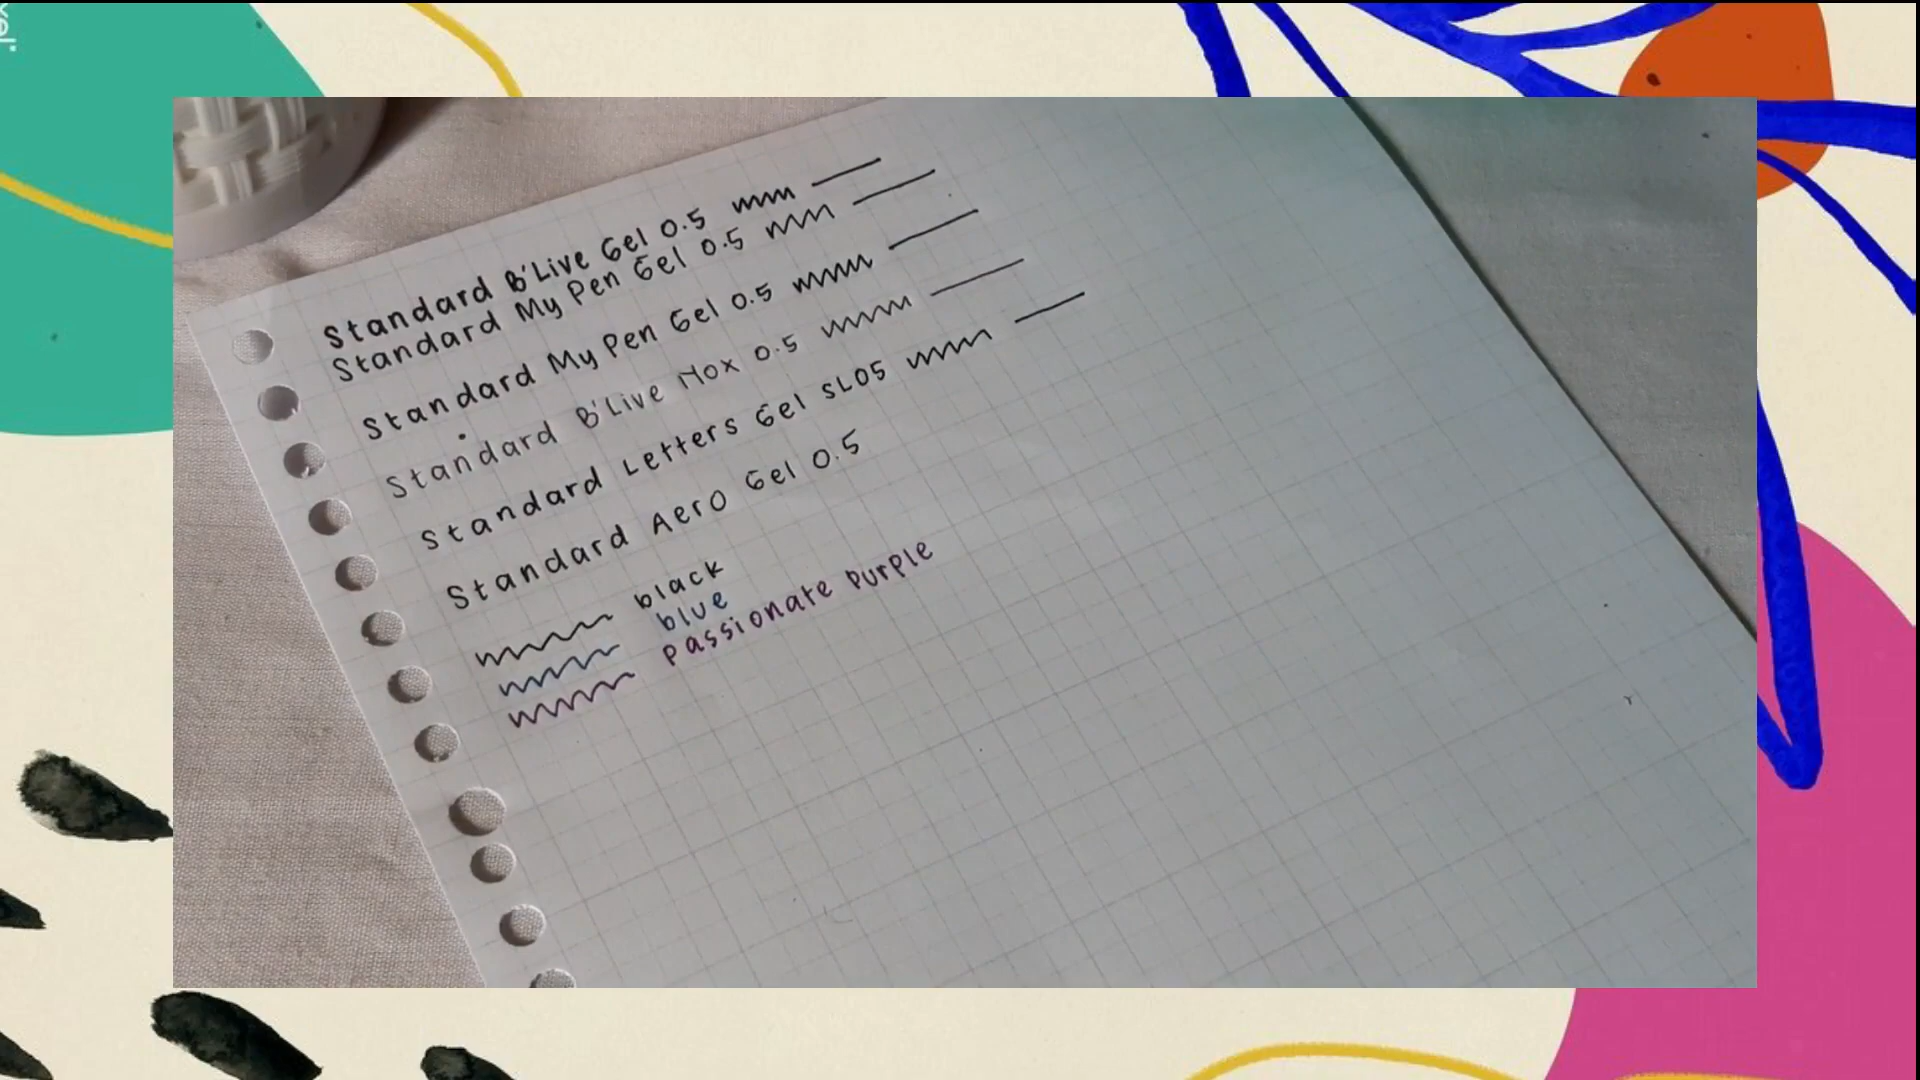 Standard B'Live Gel 0.5
Standard My Pen Gel 0.5
Standard My Pen Gel 0.5
Standard B'Live Mox 0.5
Standard Letters Gel SL05
Standard Aero Gel 0.5
black
blue
passionate purple